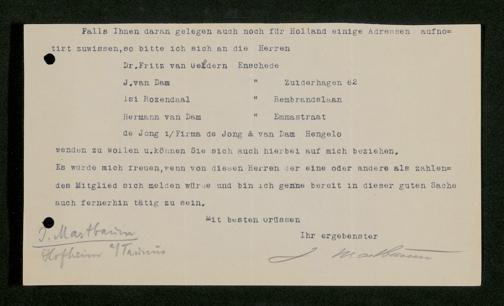 Falls Ihnen daran gelegen auch noch für Holland einige Adressen aufno=
tirt zuwissen,so bitte ich sich an die Herren
Dr.Fritz van Geldern Enschede
J.van Dam " Zuiderhagen 62
Isi Rozendaal " Rembrandslaan
Hermann van Dam " Emmastraat
de Jong i/Firma de Jong & van Dam Hengelo
wenden zu wollen u.können Sie sich auch hierbei auf mich beziehen.
Es würde mich freuen,wenn von diesen Herren der eine oder andere als zahlen=
des Mitglied sich melden würde und bin ich gerne bereit in dieser guten Sache
auch fernerhin tätig zu sein.
Mit besten Grüssen
Ihr ergebenster
J. Mastbaum
J. Mastbaum
Hofheim a/Taunus